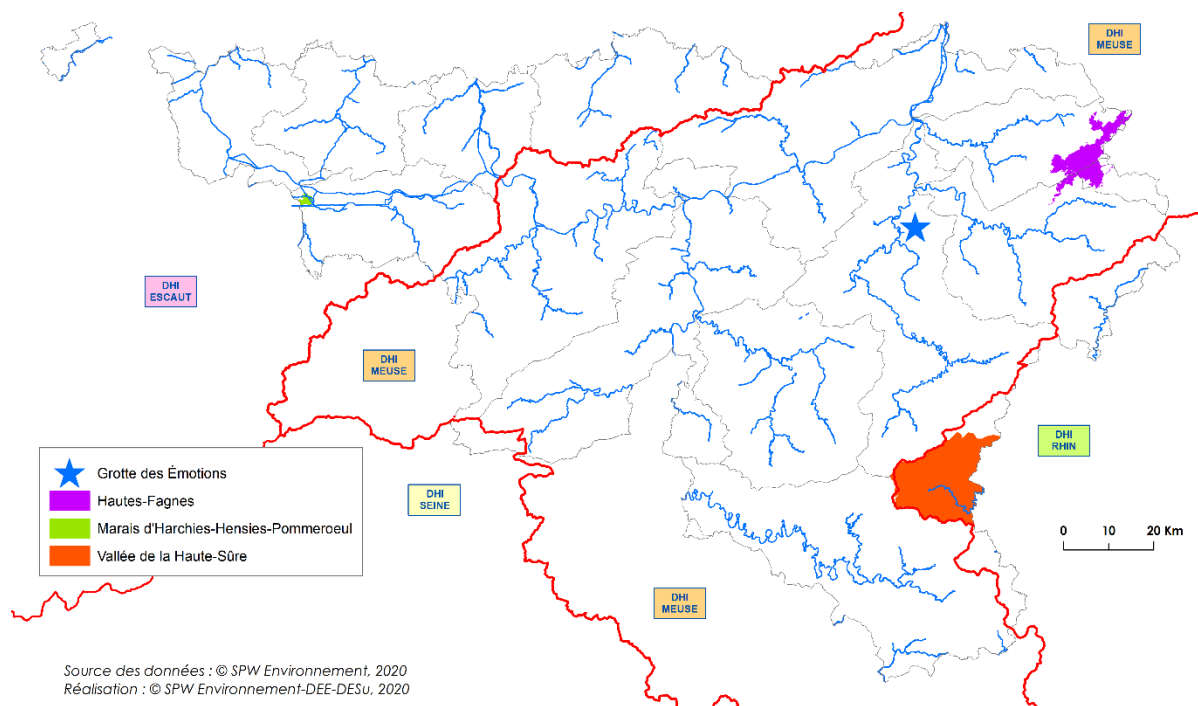 DHI
MEUSE
DHI
ESCAUT
DHI
MEUSE
DHI
RHIN
DHI
SEINE
DHI
MEUSE
Grotte des Émotions
Hautes-Fagnes
Marais d'Harchies-Hensies-Pommeroeul
Vallée de la Haute-Sûre
0 10 20 Km
Source des données : © SPW Environnement, 2020
Réalisation : © SPW Environnement-DEE-DESu, 2020